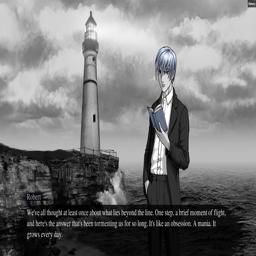 Robert
We've all thought at least once about what lies beyond the line. One step, a brief moment of flight,
and here's the answer that's been tormenting us for so long. It's like an obsession. A mania. It
grows every day.